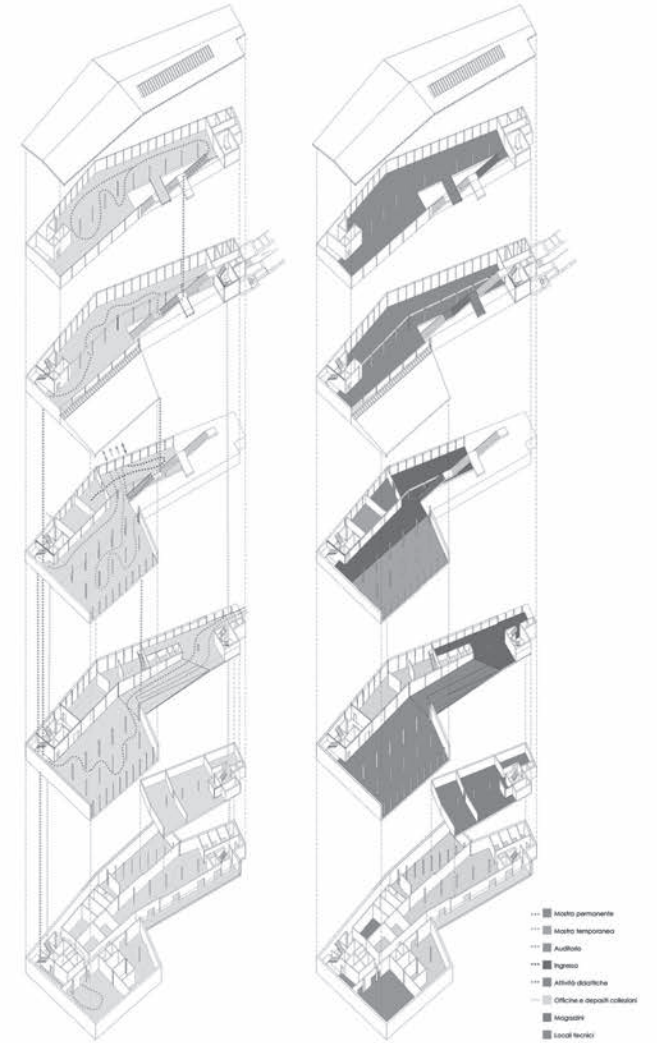 Mostra permanente
Mostra temporanea
Auditorio
Ingresso
Attività didattiche
Officine e depositi collezioni
Magazzini
Locali tecnici